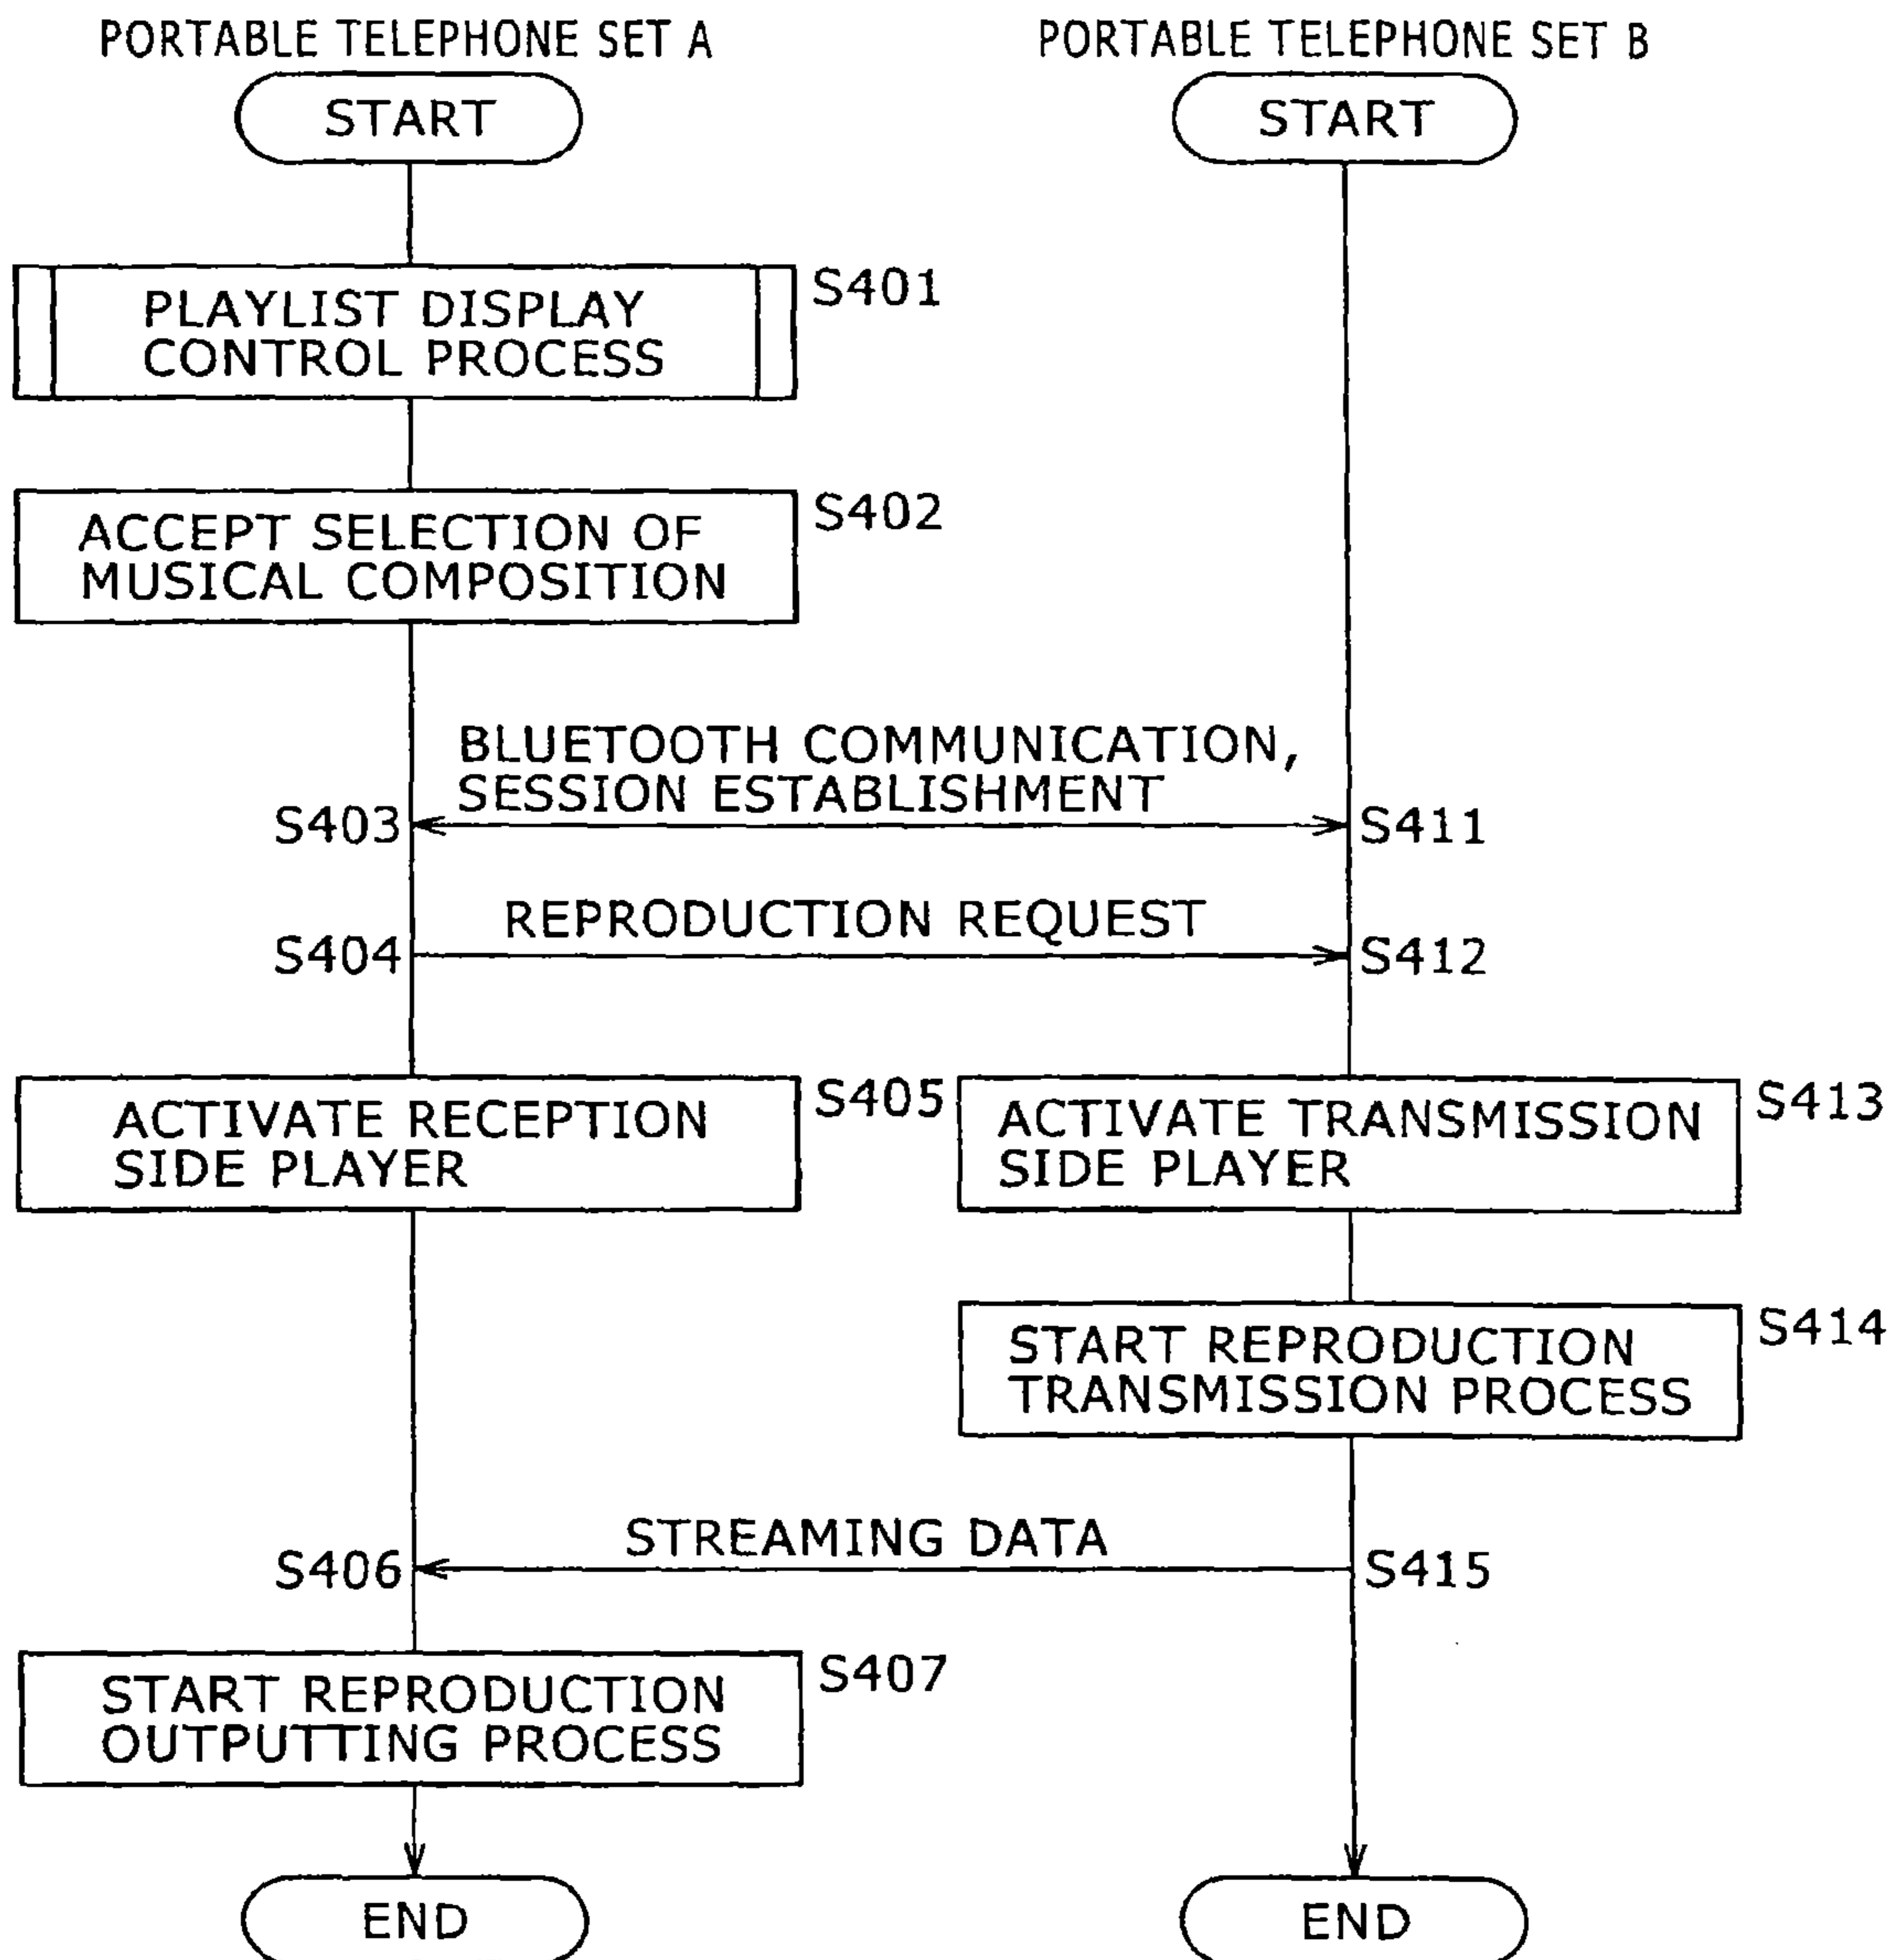 PORTABLE TELEPHONE SET A
PORTABLE TELEPHONE SET B
START
START
PLAYLIST DISPLAY
CONTROL PROCESS
S401
ACCEPT SELECTION OF
MUSICAL COMPOSITION
S402
BLUETOOTH COMMUNICATION,
SESSION ESTABLISHMENT
S403
S411
REPRODUCTION REQUEST
S404
S412
ACTIVATE RECEPTION
SIDE PLAYER
S405
ACTIVATE TRANSMISSION
SIDE PLAYER
S413
START REPRODUCTION
TRANSMISSION PROCESS
S414
STREAMING DATA
S406
S415
START REPRODUCTION
OUTPUTTING PROCESS
S407
END
END